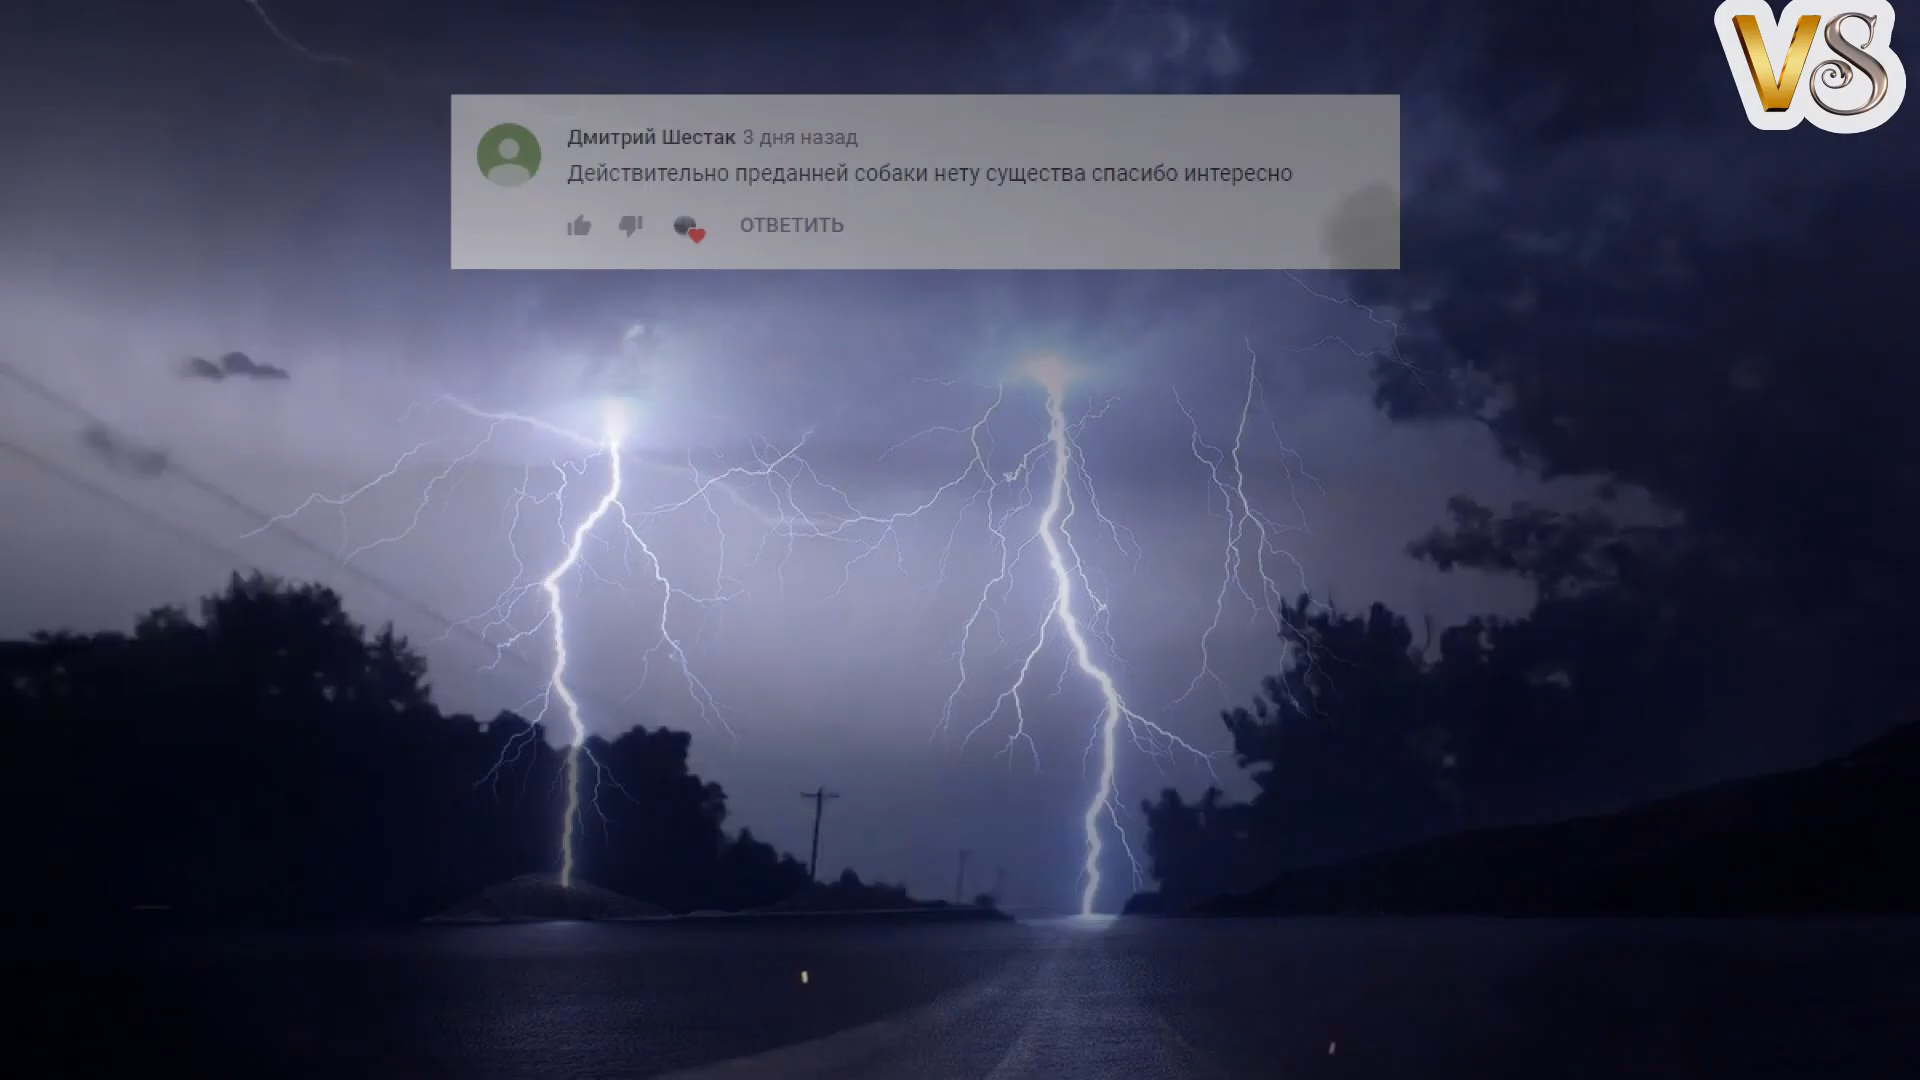 VS
Дмитрий Шестак 3 дня назад
Действительно преданней собаки нету существа спасибо интересно
ОТВЕТИТЬ